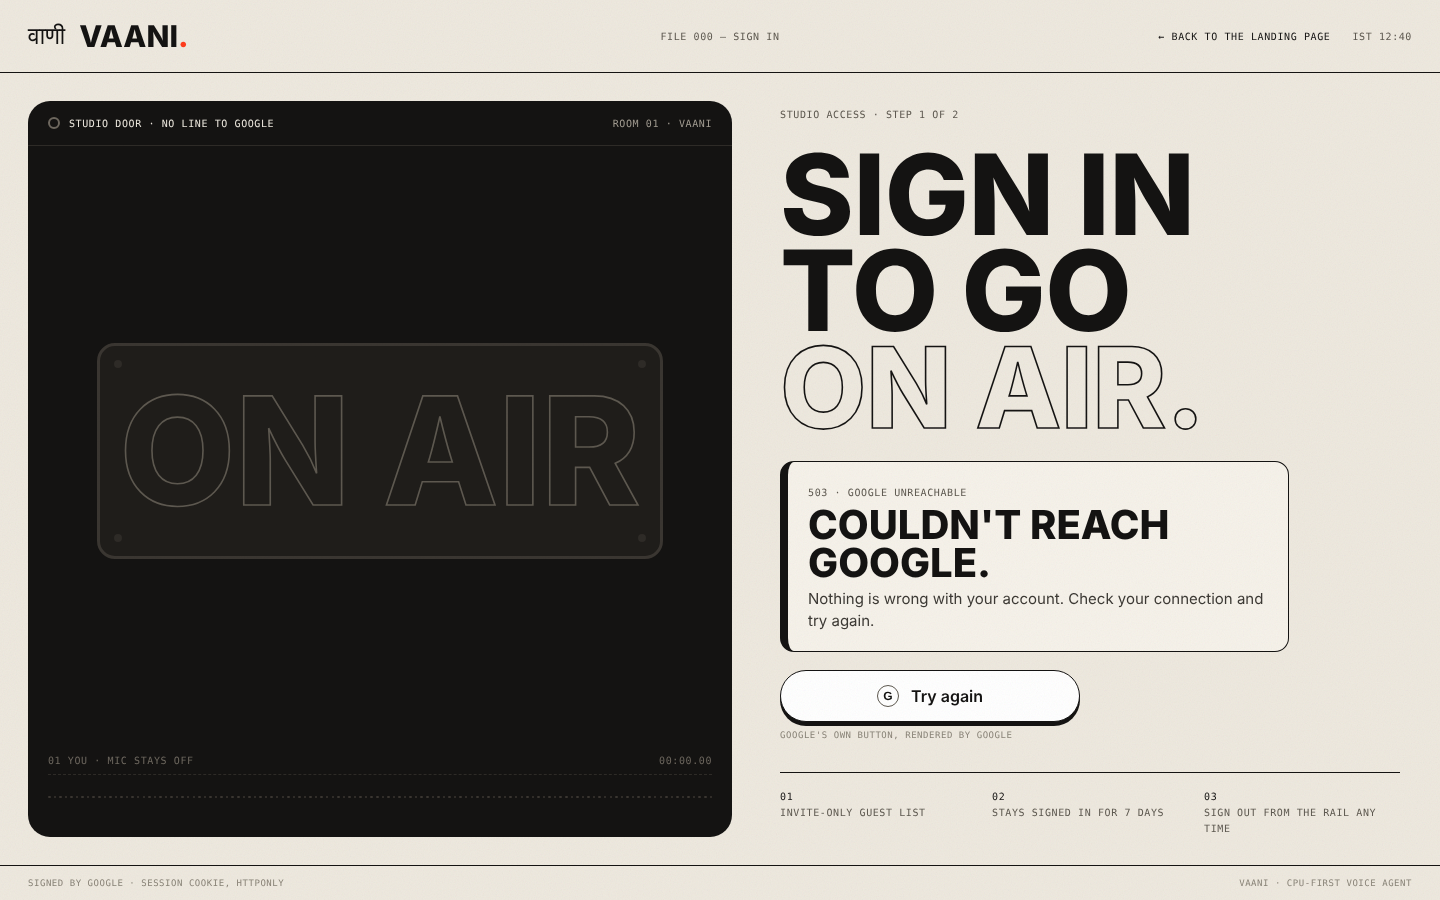 वाणी VAANI.
FILE 000 — SIGN IN
← BACK TO THE LANDING PAGE
IST 12:40
STUDIO DOOR · NO LINE TO GOOGLE
ROOM 01 · VAANI
ON AIR
01 YOU · MIC STAYS OFF
00:00.00
STUDIO ACCESS · STEP 1 OF 2
SIGN IN
TO GO
ON AIR.
503 · GOOGLE UNREACHABLE
COULDN'T REACH
GOOGLE.
Nothing is wrong with your account. Check your connection and
try again.
G Try again
GOOGLE'S OWN BUTTON, RENDERED BY GOOGLE
01
INVITE-ONLY GUEST LIST
02
STAYS SIGNED IN FOR 7 DAYS
03
SIGN OUT FROM THE RAIL ANY
TIME
SIGNED BY GOOGLE · SESSION COOKIE, HTTPONLY
VAANI · CPU-FIRST VOICE AGENT